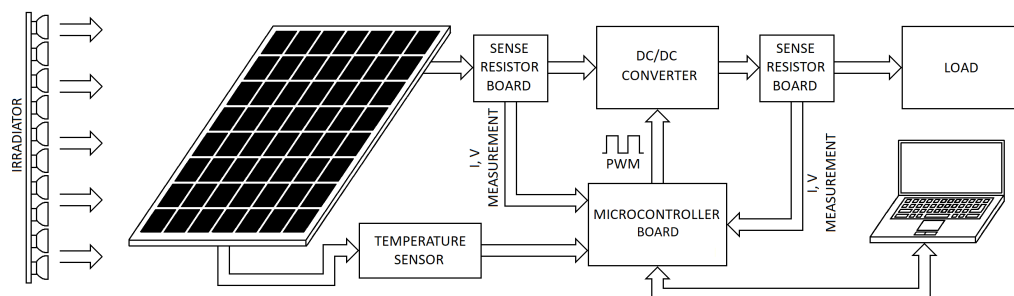 IRRADIATOR
SENSE
RESISTOR
BOARD
DC/DC
CONVERTER
SENSE
RESISTOR
BOARD
LOAD
I, V
MEASUREMENT
PWM
I, V
MEASUREMENT
MICROCONTROLLER
BOARD
TEMPERATURE
SENSOR